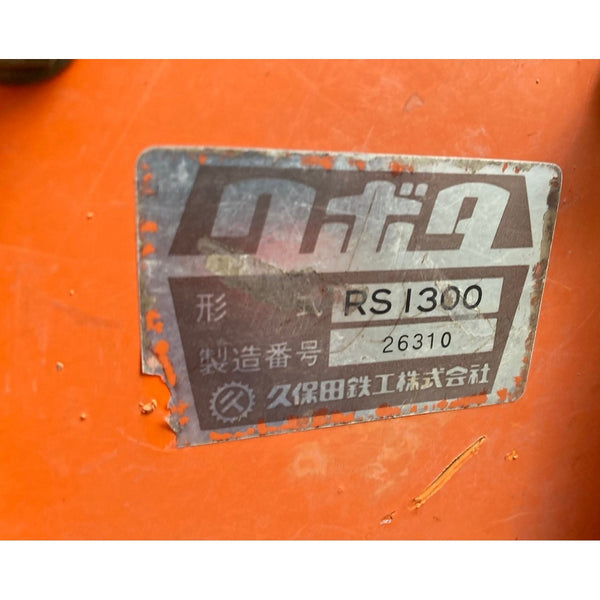 クボタ
形式 RS1300
製造番号 26310
久保田鉄工株式会社